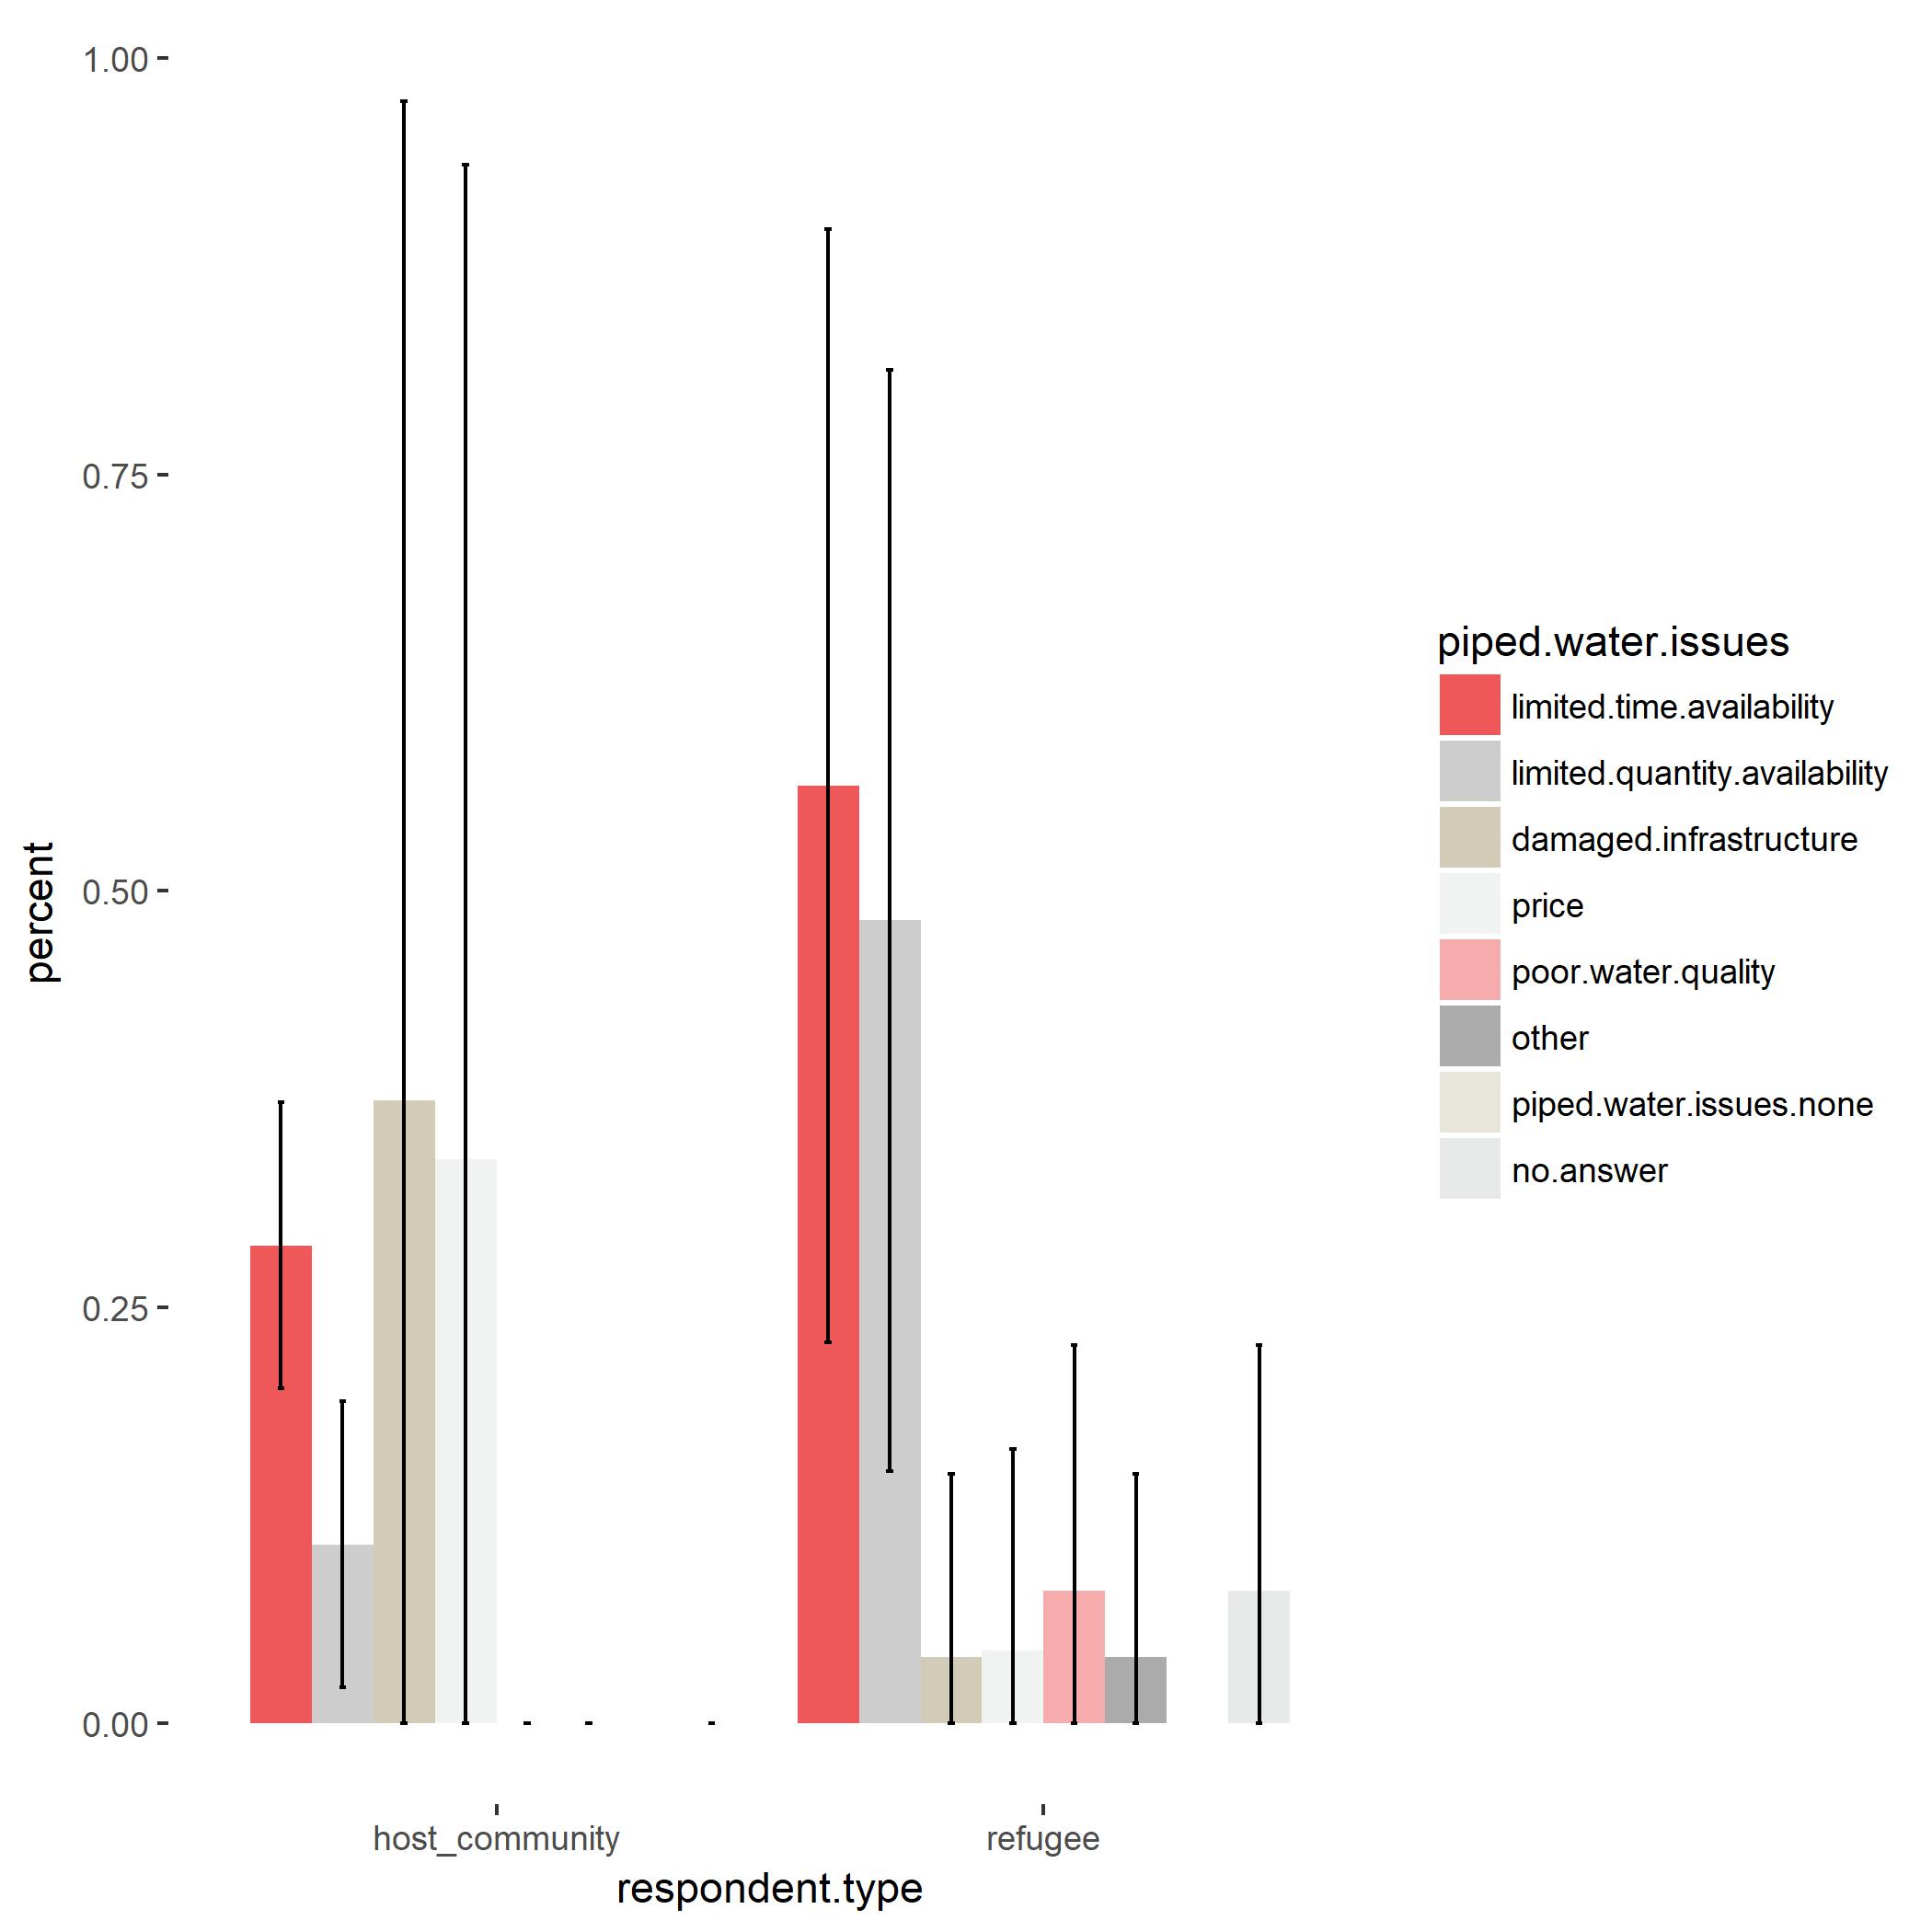 1.00
0.75
0.50
0.25
0.00
percent
host_community
refugee
respondent.type
piped.water.issues
limited.time.availability
limited.quantity.availability
damaged.infrastructure
price
poor.water.quality
other
piped.water.issues.none
no.answer